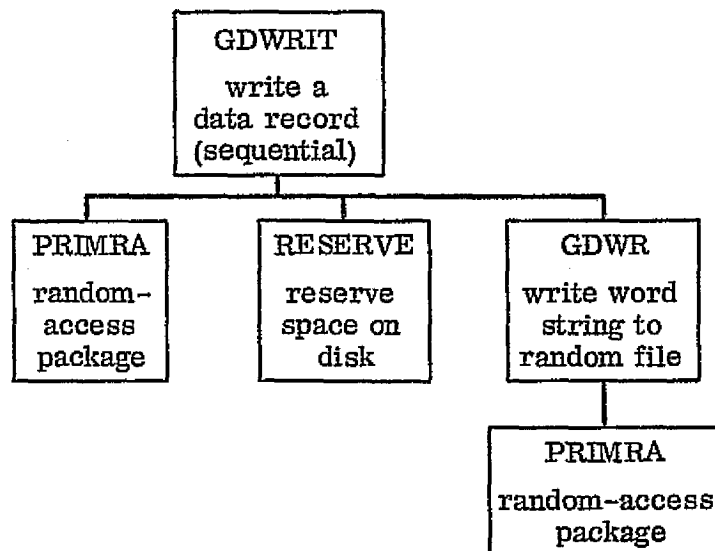 GDWRIT
write a
data record
(sequential)
PRIMRA
random-
access
package
RESERVE
reserve
space on
disk
GDWR
write word
string to
random file
PRIMRA
random-access
package